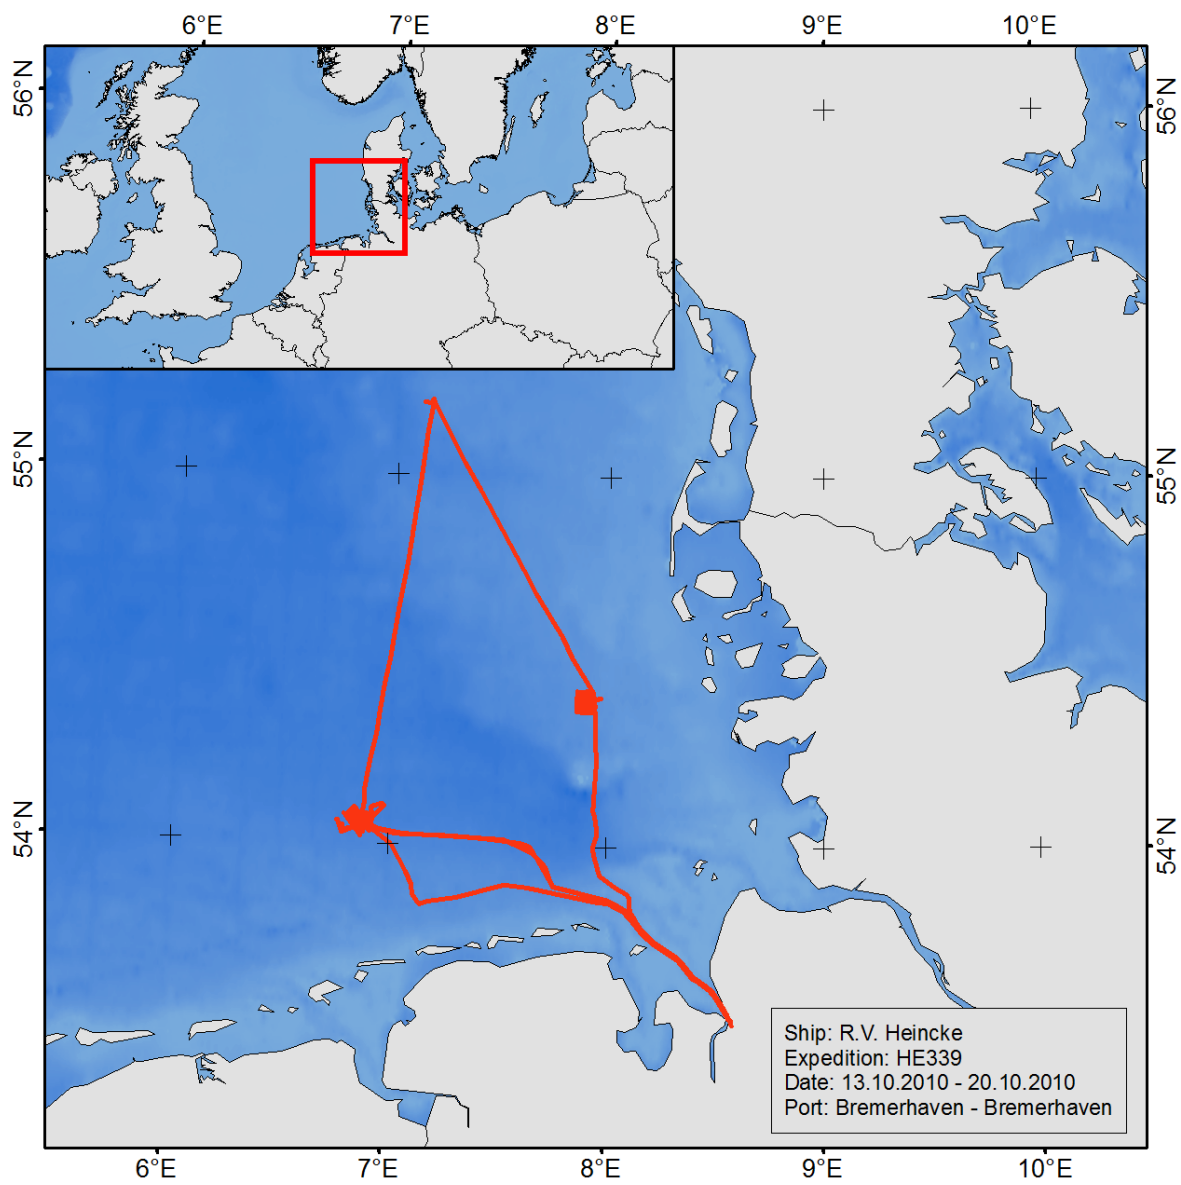 6°E 7°E 8°E 9°E 10°E
56°N 56°N
55°N 55°N
54°N 54°N
Ship: R.V. Heincke
Expedition: HE339
Date: 13.10.2010 - 20.10.2010
Port: Bremerhaven - Bremerhaven
6°E 7°E 8°E 9°E 10°E